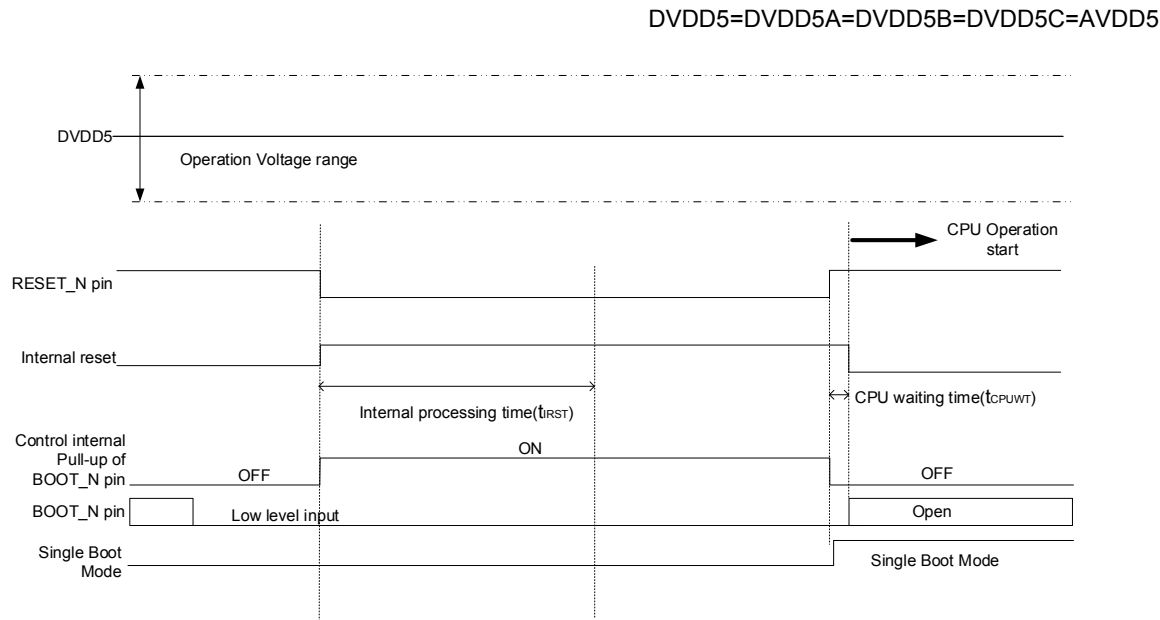 DVDD5=DVDD5A=DVDD5B=DVDD5C=AVDD5
DVDD5
Operation Voltage range
CPU Operation
start
RESET_N pin
Internal reset
Internal processing time(tIRST)
CPU waiting time(tCPUWT)
Control internal
Pull-up of
BOOT_N pin
OFF
ON
OFF
BOOT_N pin
Low level input
Open
Single Boot
Mode
Single Boot Mode